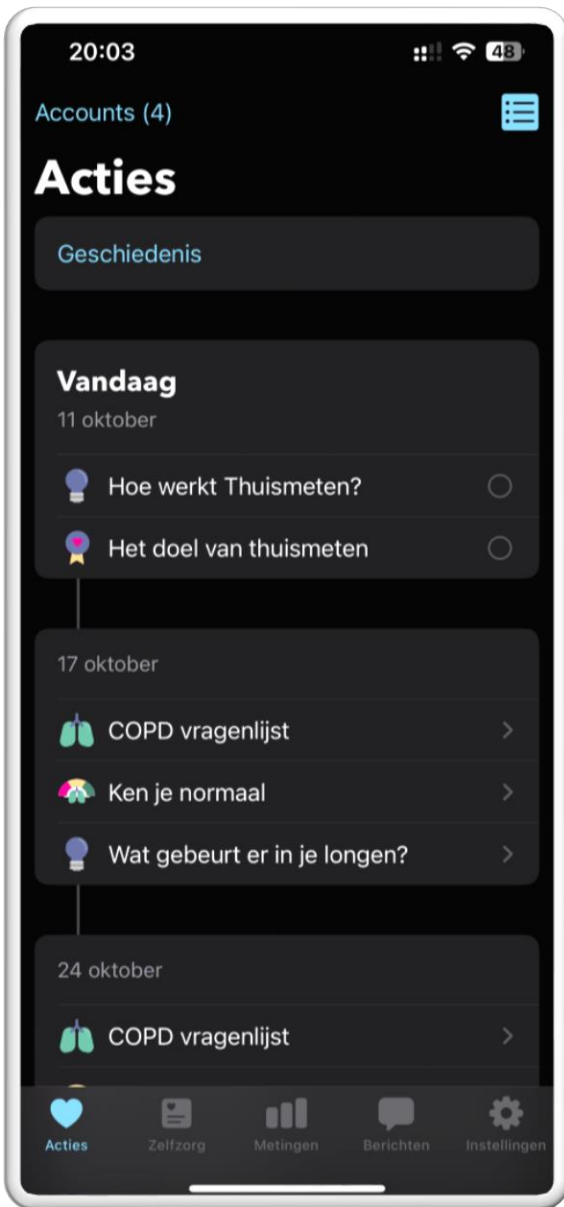 20:03
48
Accounts (4)
Acties
Geschiedenis
Vandaag
11 oktober
Hoe werkt Thuismeten?
Het doel van thuismeten
17 oktober
COPD vragenlijst
Ken je normaal
Wat gebeurt er in je longen?
24 oktober
COPD vragenlijst
Acties Zelfzorg Metingen Berichten Instellingen